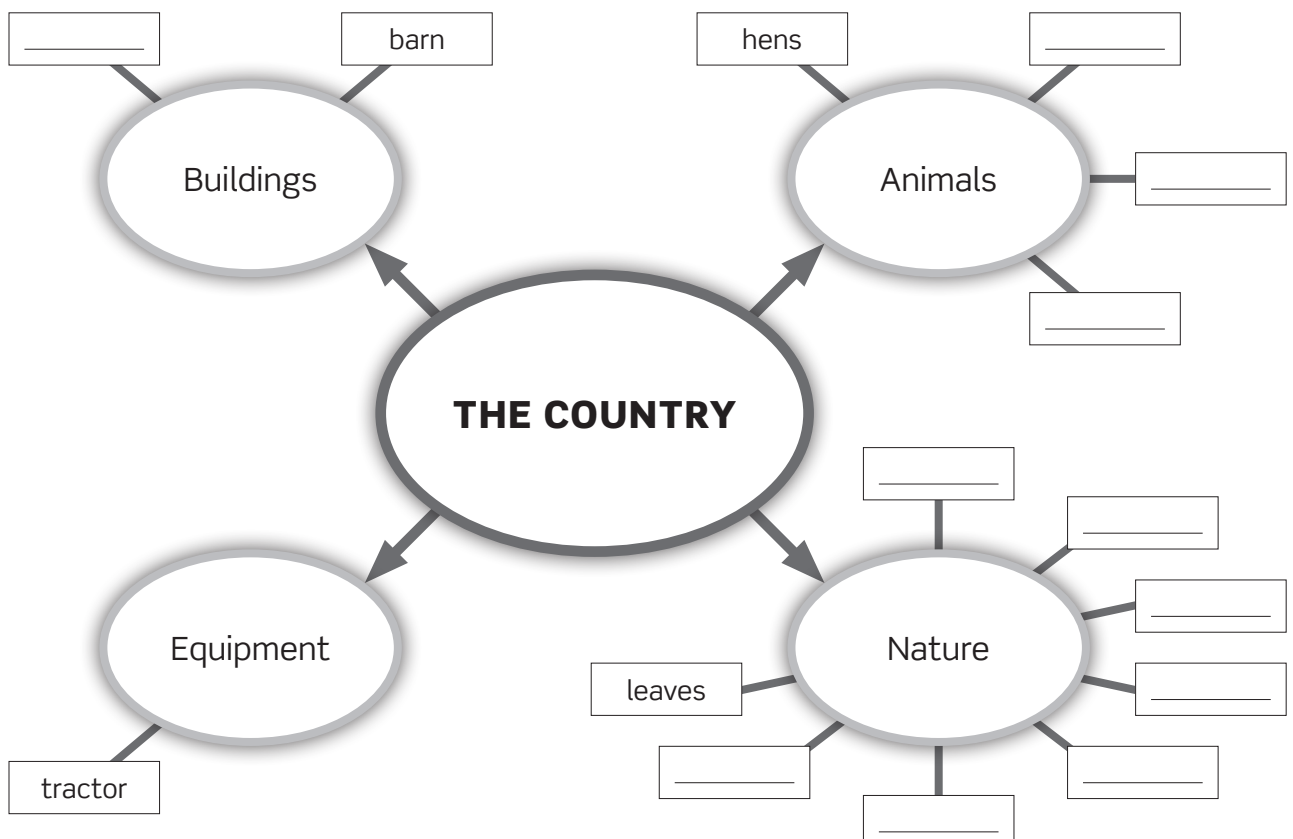 barn
hens
Buildings
Animals
THE COUNTRY
Equipment
Nature
leaves
tractor